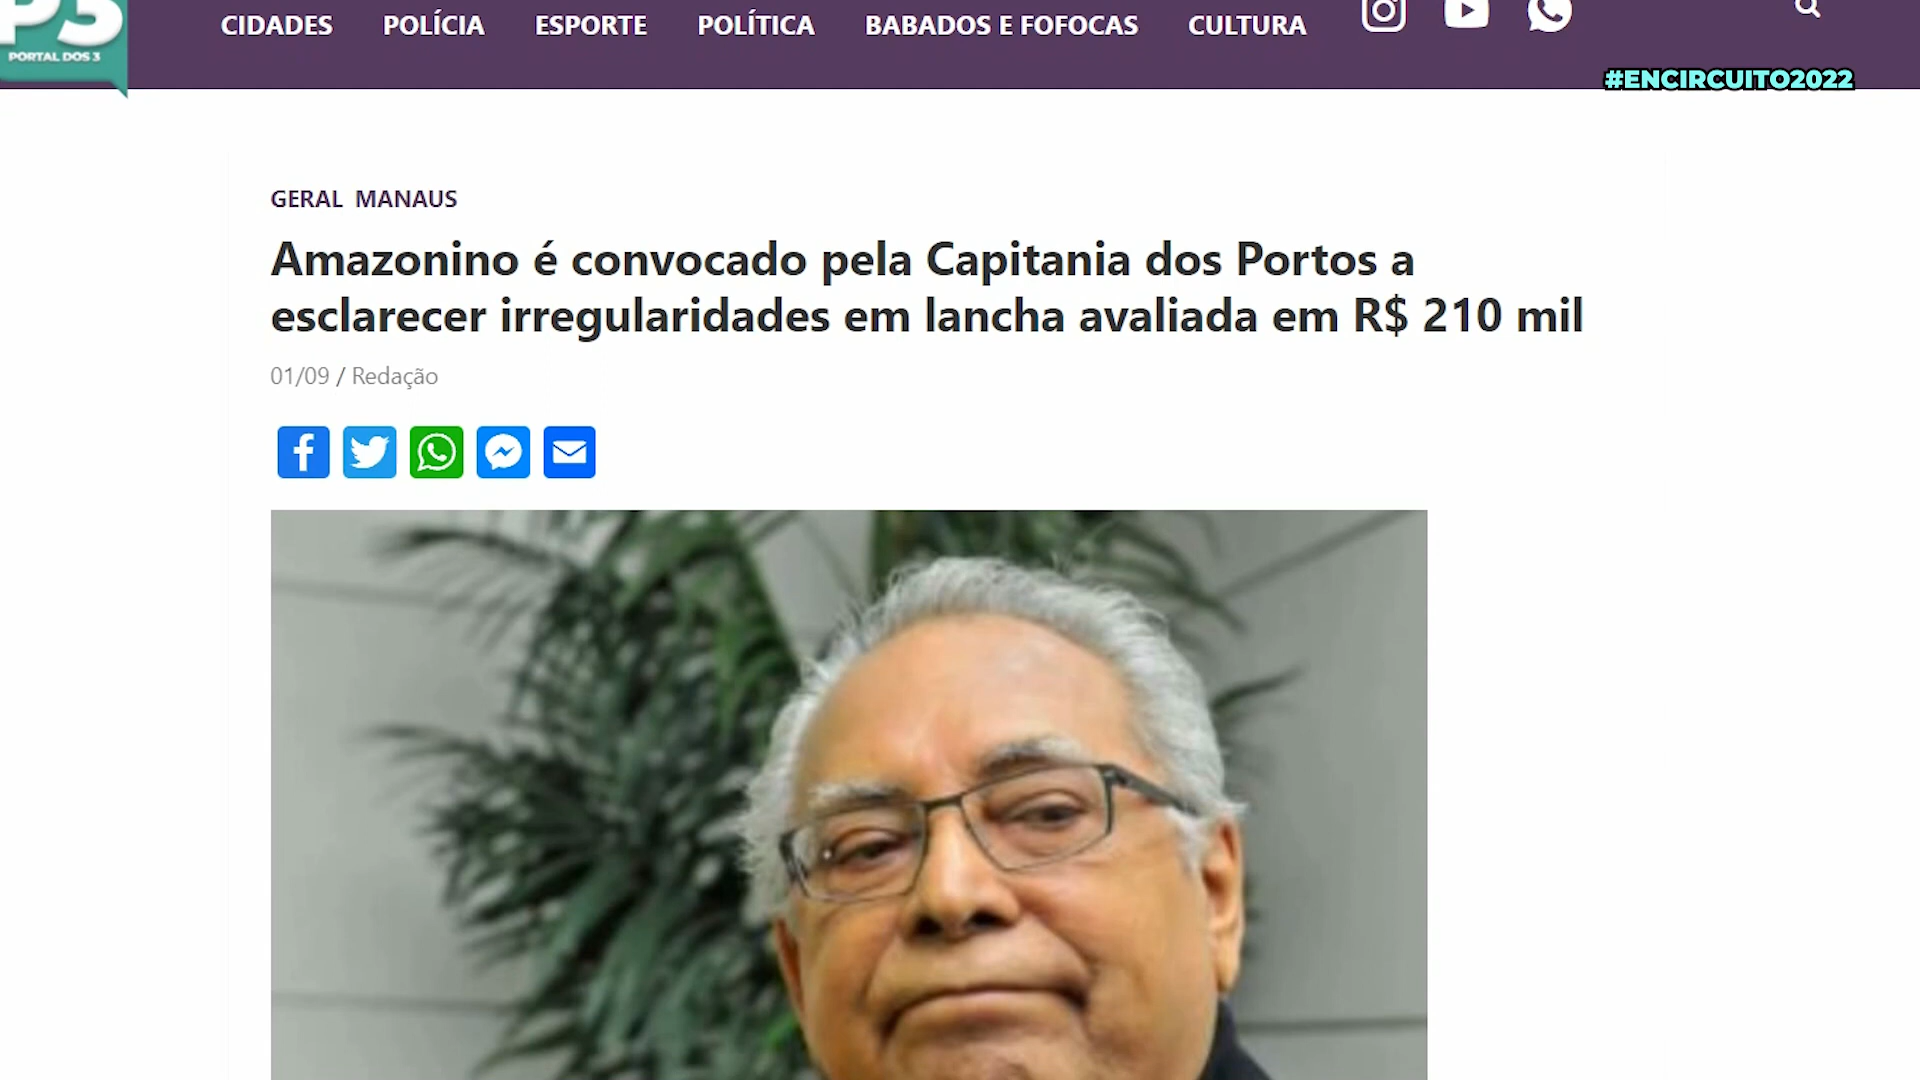 P3
PORTAL DOS 3
CIDADES POLÍCIA ESPORTE POLÍTICA BABADOS E FOFOCAS CULTURA
#ENCIRCUITO2022
GERAL MANAUS
Amazonino é convocado pela Capitania dos Portos a
esclarecer irregularidades em lancha avaliada em R$ 210 mil
01/09 / Redação